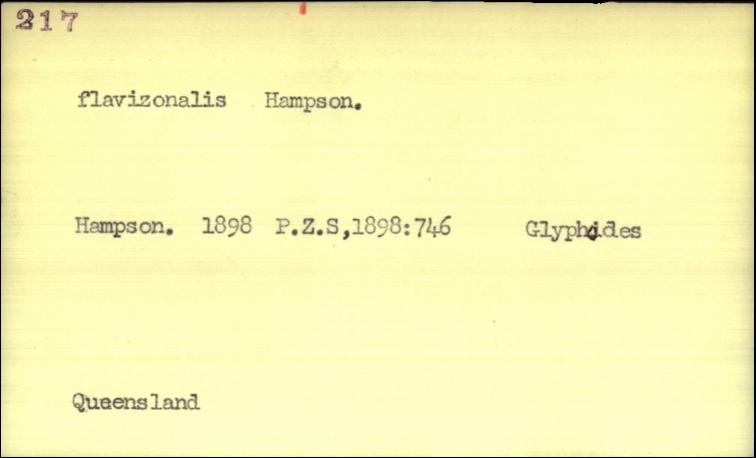 217
flavizonalis Hampson.
Hampson. 1898 P.Z.S,1898:746 Glyphodes
Queensland